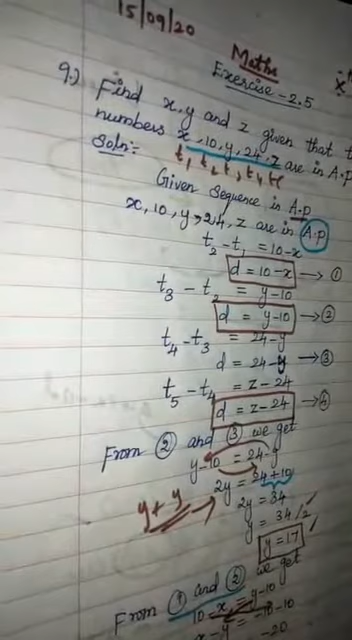 15/09/20
Maths
Exercise-2.5
9.) Find x,y and z given that t
numbers x,10,y,24,z are in A.P
Soln:- t₁ t₂ t₃ t₄ t₅
Given Sequence is A.P
x, 10, y, 24, z are in A.P
t₂ - t₁ = 10-x
d = 10-x → ①
t₃ - t₂ = y-10
d = y-10 → ②
t₄ - t₃ = 24-y
d = 24-y → ③
t₅ - t₄ = z-24
d = z-24 → ④
From ② and ③ we get
y-10 = 24-y
2y = 24+10
y+y
2y = 34
y = 34/2
y = 17
From ① and ② we get
10-x = y-10
-x-y = -10-10
-20